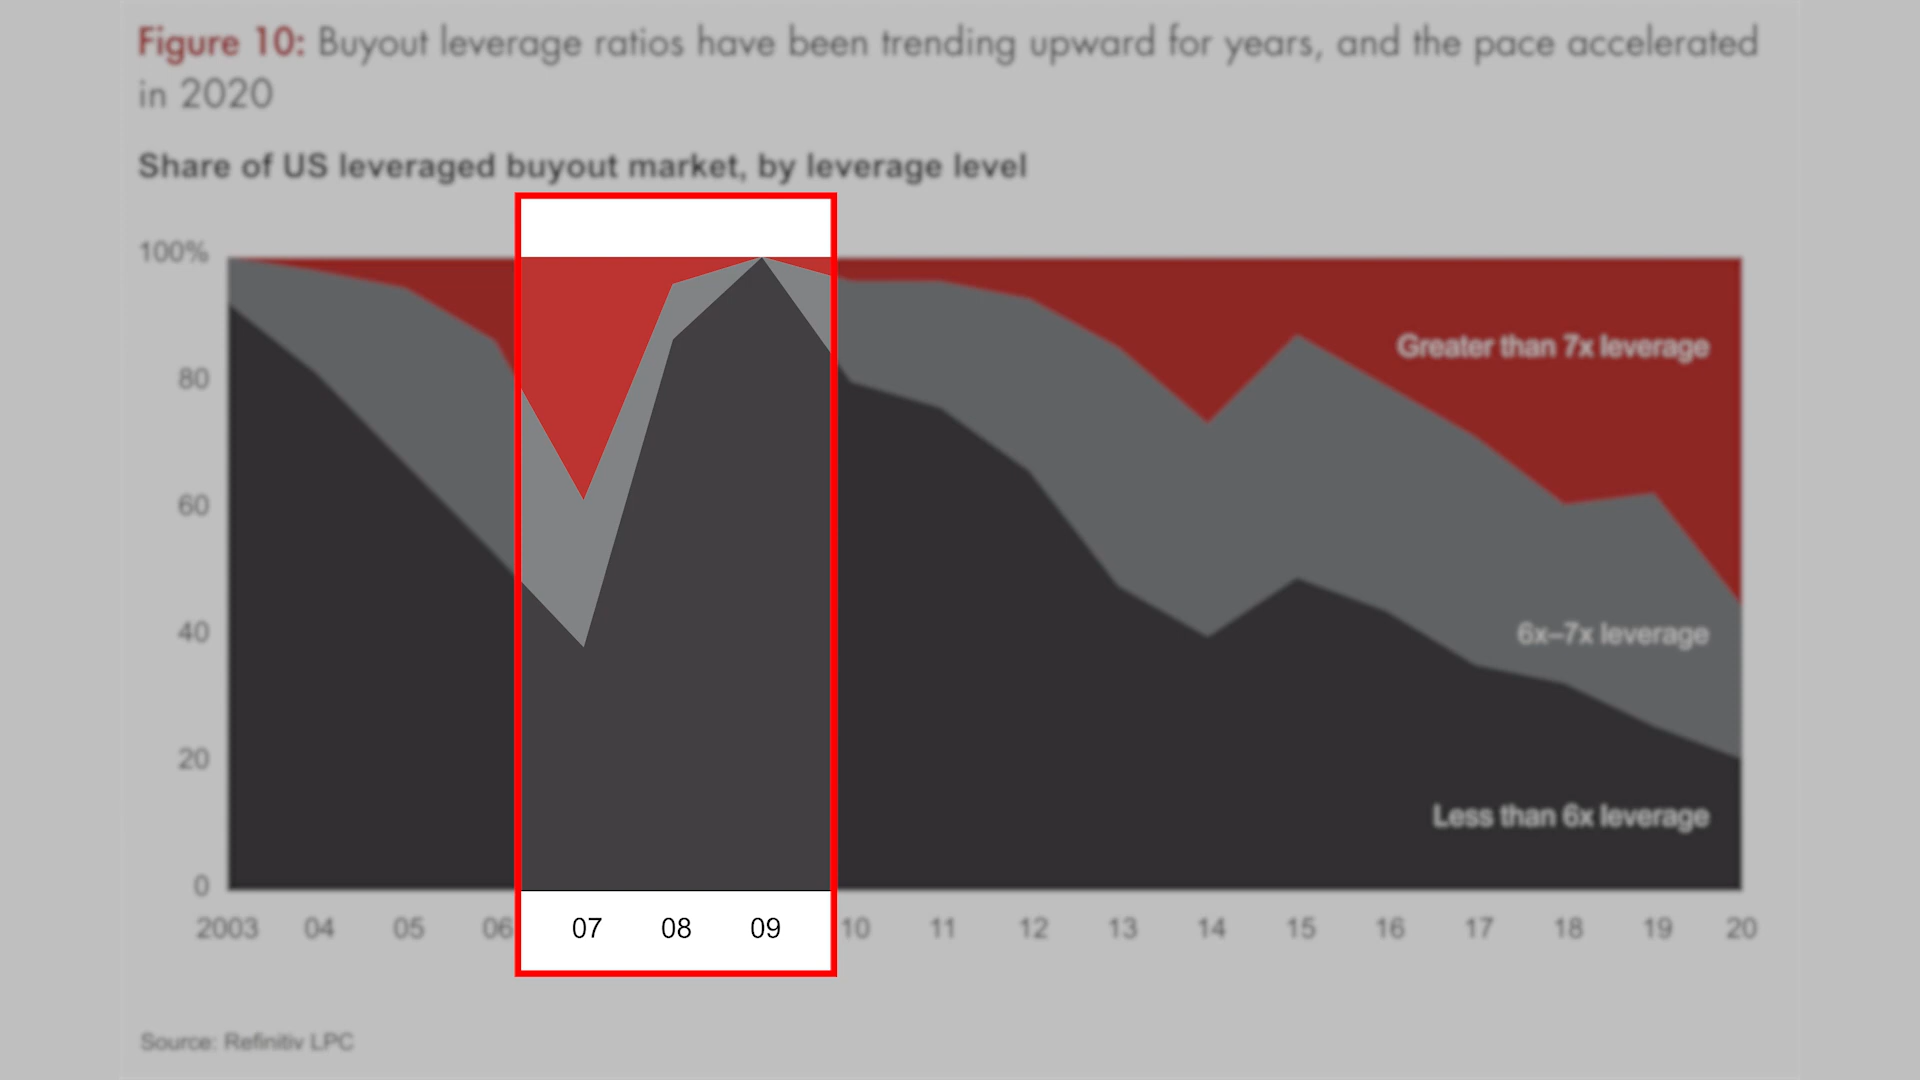 Figure 10: Buyout leverage ratios have been trending upward for years, and the pace accelerated
in 2020
Share of US leveraged buyout market, by leverage level
100%
80
60
40
20
0
Greater than 7x leverage
6x–7x leverage
Less than 6x leverage
2003 04 05 06 07 08 09 10 11 12 13 14 15 16 17 18 19 20
Source: Refinitiv LPC